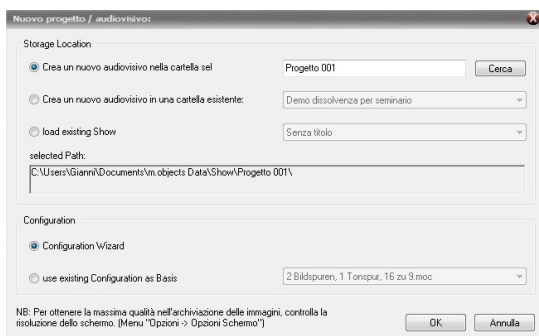 Nuovo progetto / audiovisivo:
Storage Location
Crea un nuovo audiovisivo nella cartella sel
Progetto 001
Cerca
Crea un nuovo audiovisivo in una cartella esistente:
Demo dissolvenza per seminario
load existing Show
Senza titolo
selected Path:
C:\Users\Gianni\Documents\m.objects Data\Show\Progetto 001\
Configuration
Configuration Wizard
use existing Configuration as Basis
2 Bildspuren, 1 Tonspur, 16 zu 9.moc
NB: Per ottenere la massima qualità nell'archiviazione delle immagini, controlla la
risoluzione dello schermo. (Menu "Opzioni -> Opzioni Schermo")
OK
Annulla